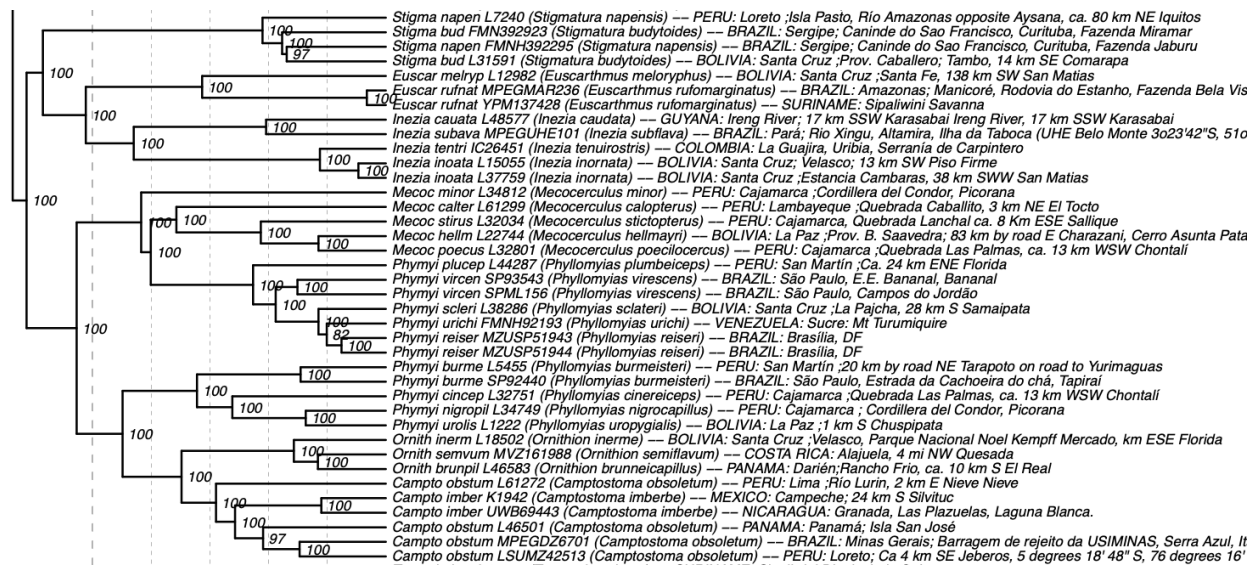 Stigma napen L7240 (Stigmatura napensis) –– PERU: Loreto ;Isla Pasto, Río Amazonas opposite Aysana, ca. 80 km NE Iquitos
Stigma bud FMN392923 (Stigmatura budytoides) –– BRAZIL: Sergipe; Caninde do Sao Francisco, Curituba, Fazenda Miramar
100
Stigma napen FMNH392295 (Stigmatura napensis) –– BRAZIL: Sergipe; Caninde do Sao Francisco, Curituba, Fazenda Jaburu
97
Stigma bud L31591 (Stigmatura budytoides) –– BOLIVIA: Santa Cruz ;Prov. Caballero; Tambo, 14 km SE Comarapa
100
Euscar melryp L12982 (Euscarthmus meloryphus) –– BOLIVIA: Santa Cruz ;Santa Fe, 138 km SW San Matias
100
Euscar rufnat MPEGMAR236 (Euscarthmus rufomarginatus) –– BRAZIL: Amazonas; Manicoré, Rodovia do Estanho, Fazenda Bela Vis
100
Euscar rufnat YPM137428 (Euscarthmus rufomarginatus) –– SURINAME: Sipaliwini Savanna
100
Inezia cauata L48577 (Inezia caudata) –– GUYANA: Ireng River; 17 km SSW Karasabai Ireng River, 17 km SSW Karasabai
100
Inezia subava MPEGUHE101 (Inezia subflava) –– BRAZIL: Pará; Rio Xingu, Altamira, Ilha da Taboca (UHE Belo Monte 3o23'42"S, 51o
100
Inezia tentri IC26451 (Inezia tenuirostris) –– COLOMBIA: La Guajira, Uribia, Serranía de Carpintero
100
Inezia inoata L15055 (Inezia inornata) –– BOLIVIA: Santa Cruz; Velasco; 13 km SW Piso Firme
100
Inezia inoata L37759 (Inezia inornata) –– BOLIVIA: Santa Cruz ;Estancia Cambaras, 38 km SWW San Matias
100
Mecoc minor L34812 (Mecocerculus minor) –– PERU: Cajamarca ;Cordillera del Condor, Picorana
Mecoc calter L61299 (Mecocerculus calopterus) –– PERU: Lambayeque ;Quebrada Caballito, 3 km NE El Tocto
100
100
Mecoc stirus L32034 (Mecocerculus stictopterus) –– PERU: Cajamarca, Quebrada Lanchal ca. 8 Km ESE Sallique
100
Mecoc hellm L22744 (Mecocerculus hellmayri) –– BOLIVIA: La Paz ;Prov. B. Saavedra; 83 km by road E Charazani, Cerro Asunta Pata
100
100
Mecoc poecus L32801 (Mecocerculus poecilocercus) –– PERU: Cajamarca ;Quebrada Las Palmas, ca. 13 km WSW Chontalí
Phymyi plucep L44287 (Phyllomyias plumbeiceps) –– PERU: San Martín ;Ca. 24 km ENE Florida
100
Phymyi vircen SP93543 (Phyllomyias virescens) –– BRAZIL: São Paulo, E.E. Bananal, Bananal
100
Phymyi vircen SPML156 (Phyllomyias virescens) –– BRAZIL: São Paulo, Campos do Jordão
100
Phymyi scleri L38286 (Phyllomyias sclateri) –– BOLIVIA: Santa Cruz ;La Pajcha, 28 km S Samaipata
100
100
Phymyi urichi FMNH92193 (Phyllomyias urichi) –– VENEZUELA: Sucre: Mt Turumiquire
82
Phymyi reiser MZUSP51943 (Phyllomyias reiseri) –– BRAZIL: Brasília, DF
100
Phymyi reiser MZUSP51944 (Phyllomyias reiseri) –– BRAZIL: Brasília, DF
Phymyi burme L5455 (Phyllomyias burmeisteri) –– PERU: San Martín ;20 km by road NE Tarapoto on road to Yurimaguas
100
Phymyi burme SP92440 (Phyllomyias burmeisteri) –– BRAZIL: São Paulo, Estrada da Cachoeira do chá, Tapiraí
100
Phymyi cincep L32751 (Phyllomyias cinereiceps) –– PERU: Cajamarca ;Quebrada Las Palmas, ca. 13 km WSW Chontalí
100
Phymyi nigropil L34749 (Phyllomyias nigrocapillus) –– PERU: Cajamarca ; Cordillera del Condor, Picorana
100
Phymyi urolis L1222 (Phyllomyias uropygialis) –– BOLIVIA: La Paz ;1 km S Chuspipata
100
Ornith inerm L18502 (Ornithion inerme) –– BOLIVIA: Santa Cruz ;Velasco, Parque Nacional Noel Kempff Mercado, km ESE Florida
100
Ornith semvum MVZ161988 (Ornithion semiflavum) –– COSTA RICA: Alajuela, 4 mi NW Quesada
100
Ornith brunpil L46583 (Ornithion brunneicapillus) –– PANAMA: Darién;Rancho Frio, ca. 10 km S El Real
100
Campto obstum L61272 (Camptostoma obsoletum) –– PERU: Lima ;Río Lurin, 2 km E Nieve Nieve
100
Campto imber K1942 (Camptostoma imberbe) –– MEXICO: Campeche; 24 km S Silvituc
100
Campto imber UWB69443 (Camptostoma imberbe) –– NICARAGUA: Granada, Las Plazuelas, Laguna Blanca.
100
Campto obstum L46501 (Camptostoma obsoletum) –– PANAMA: Panamá; Isla San José
97
Campto obstum MPEGDZ6701 (Camptostoma obsoletum) –– BRAZIL: Minas Gerais; Barragem de rejeito da USIMINAS, Serra Azul, It
100
Campto obstum LSUMZ42513 (Camptostoma obsoletum) –– PERU: Loreto; Ca 4 km SE Jeberos, 5 degrees 18' 48" S, 76 degrees 16'